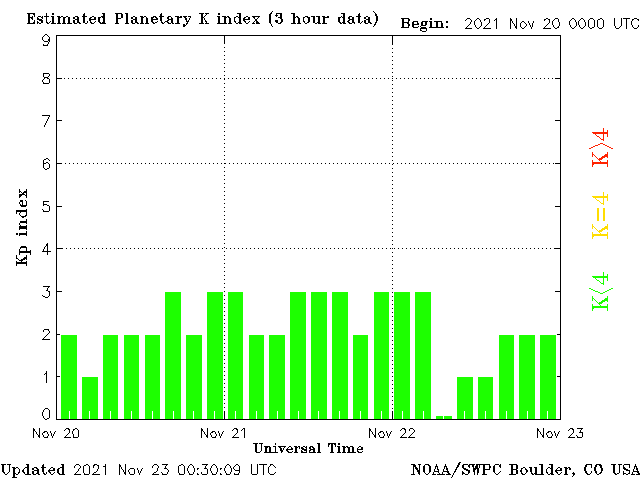 Estimated Planetary K index (3 hour data)
Begin: 2021 Nov 20 0000 UTC
9
8
7
6
5
4
3
2
1
0
Kp index
K>4
K=4
K<4
Nov 20
Nov 21
Nov 22
Nov 23
Universal Time
Updated 2021 Nov 23 00:30:09 UTC
NOAA/SWPC Boulder, CO USA